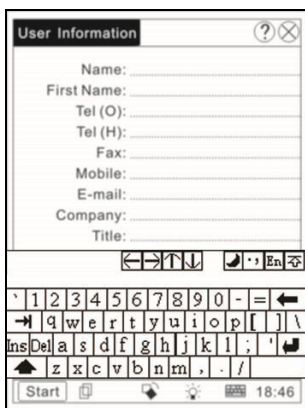 User Information ?
Name:
First Name:
Tel (O):
Tel (H):
Fax:
Mobile:
E-mail:
Company:
Title:
←→↑↓ En
` 1 2 3 4 5 6 7 8 9 0 - = ←
q w e r t y u i o p [ ] \
Ins Del a s d f g h j k l ; '
z x c v b n m , . /
Start 18:46